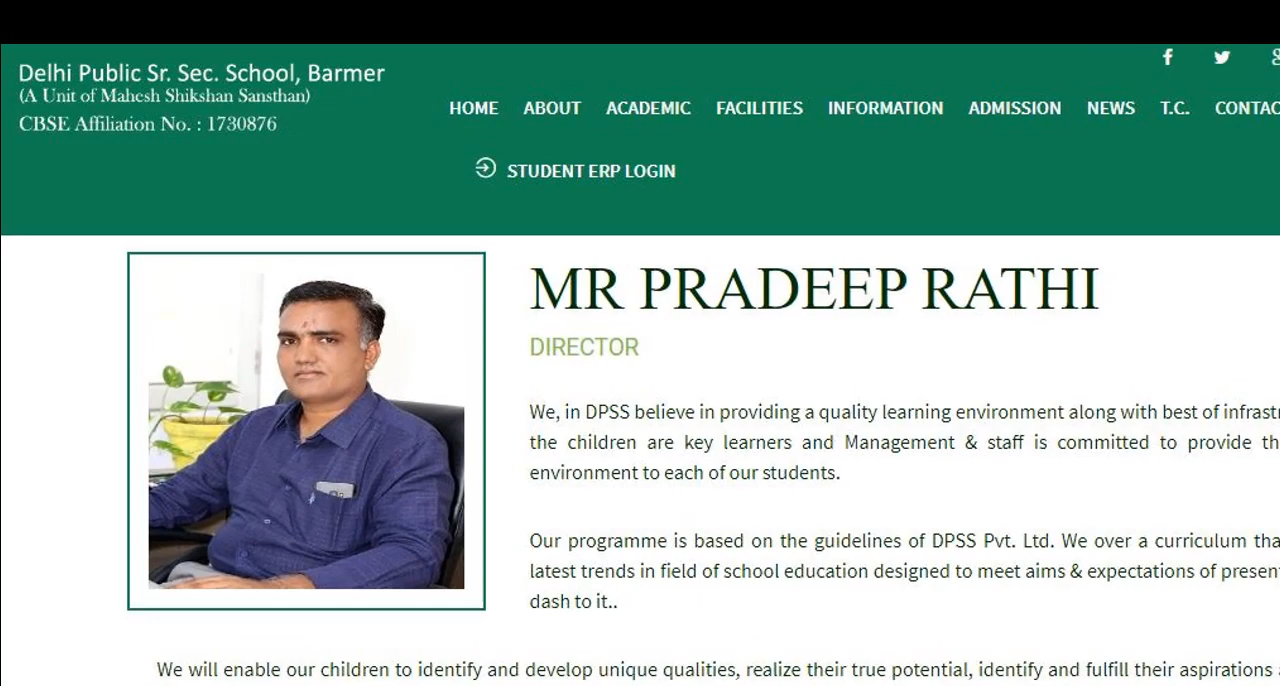 Delhi Public Sr. Sec. School, Barmer
(A Unit of Mahesh Shikshan Sansthan)
CBSE Affiliation No. : 1730876
HOME ABOUT ACADEMIC FACILITIES INFORMATION ADMISSION NEWS T.C. CONTAC
STUDENT ERP LOGIN
MR PRADEEP RATHI
DIRECTOR
We, in DPSS believe in providing a quality learning environment along with best of infrast
the children are key learners and Management & staff is committed to provide th
environment to each of our students.
Our programme is based on the guidelines of DPSS Pvt. Ltd. We over a curriculum tha
latest trends in field of school education designed to meet aims & expectations of present
dash to it..
We will enable our children to identify and develop unique qualities, realize their true potential, identify and fulfill their aspirations